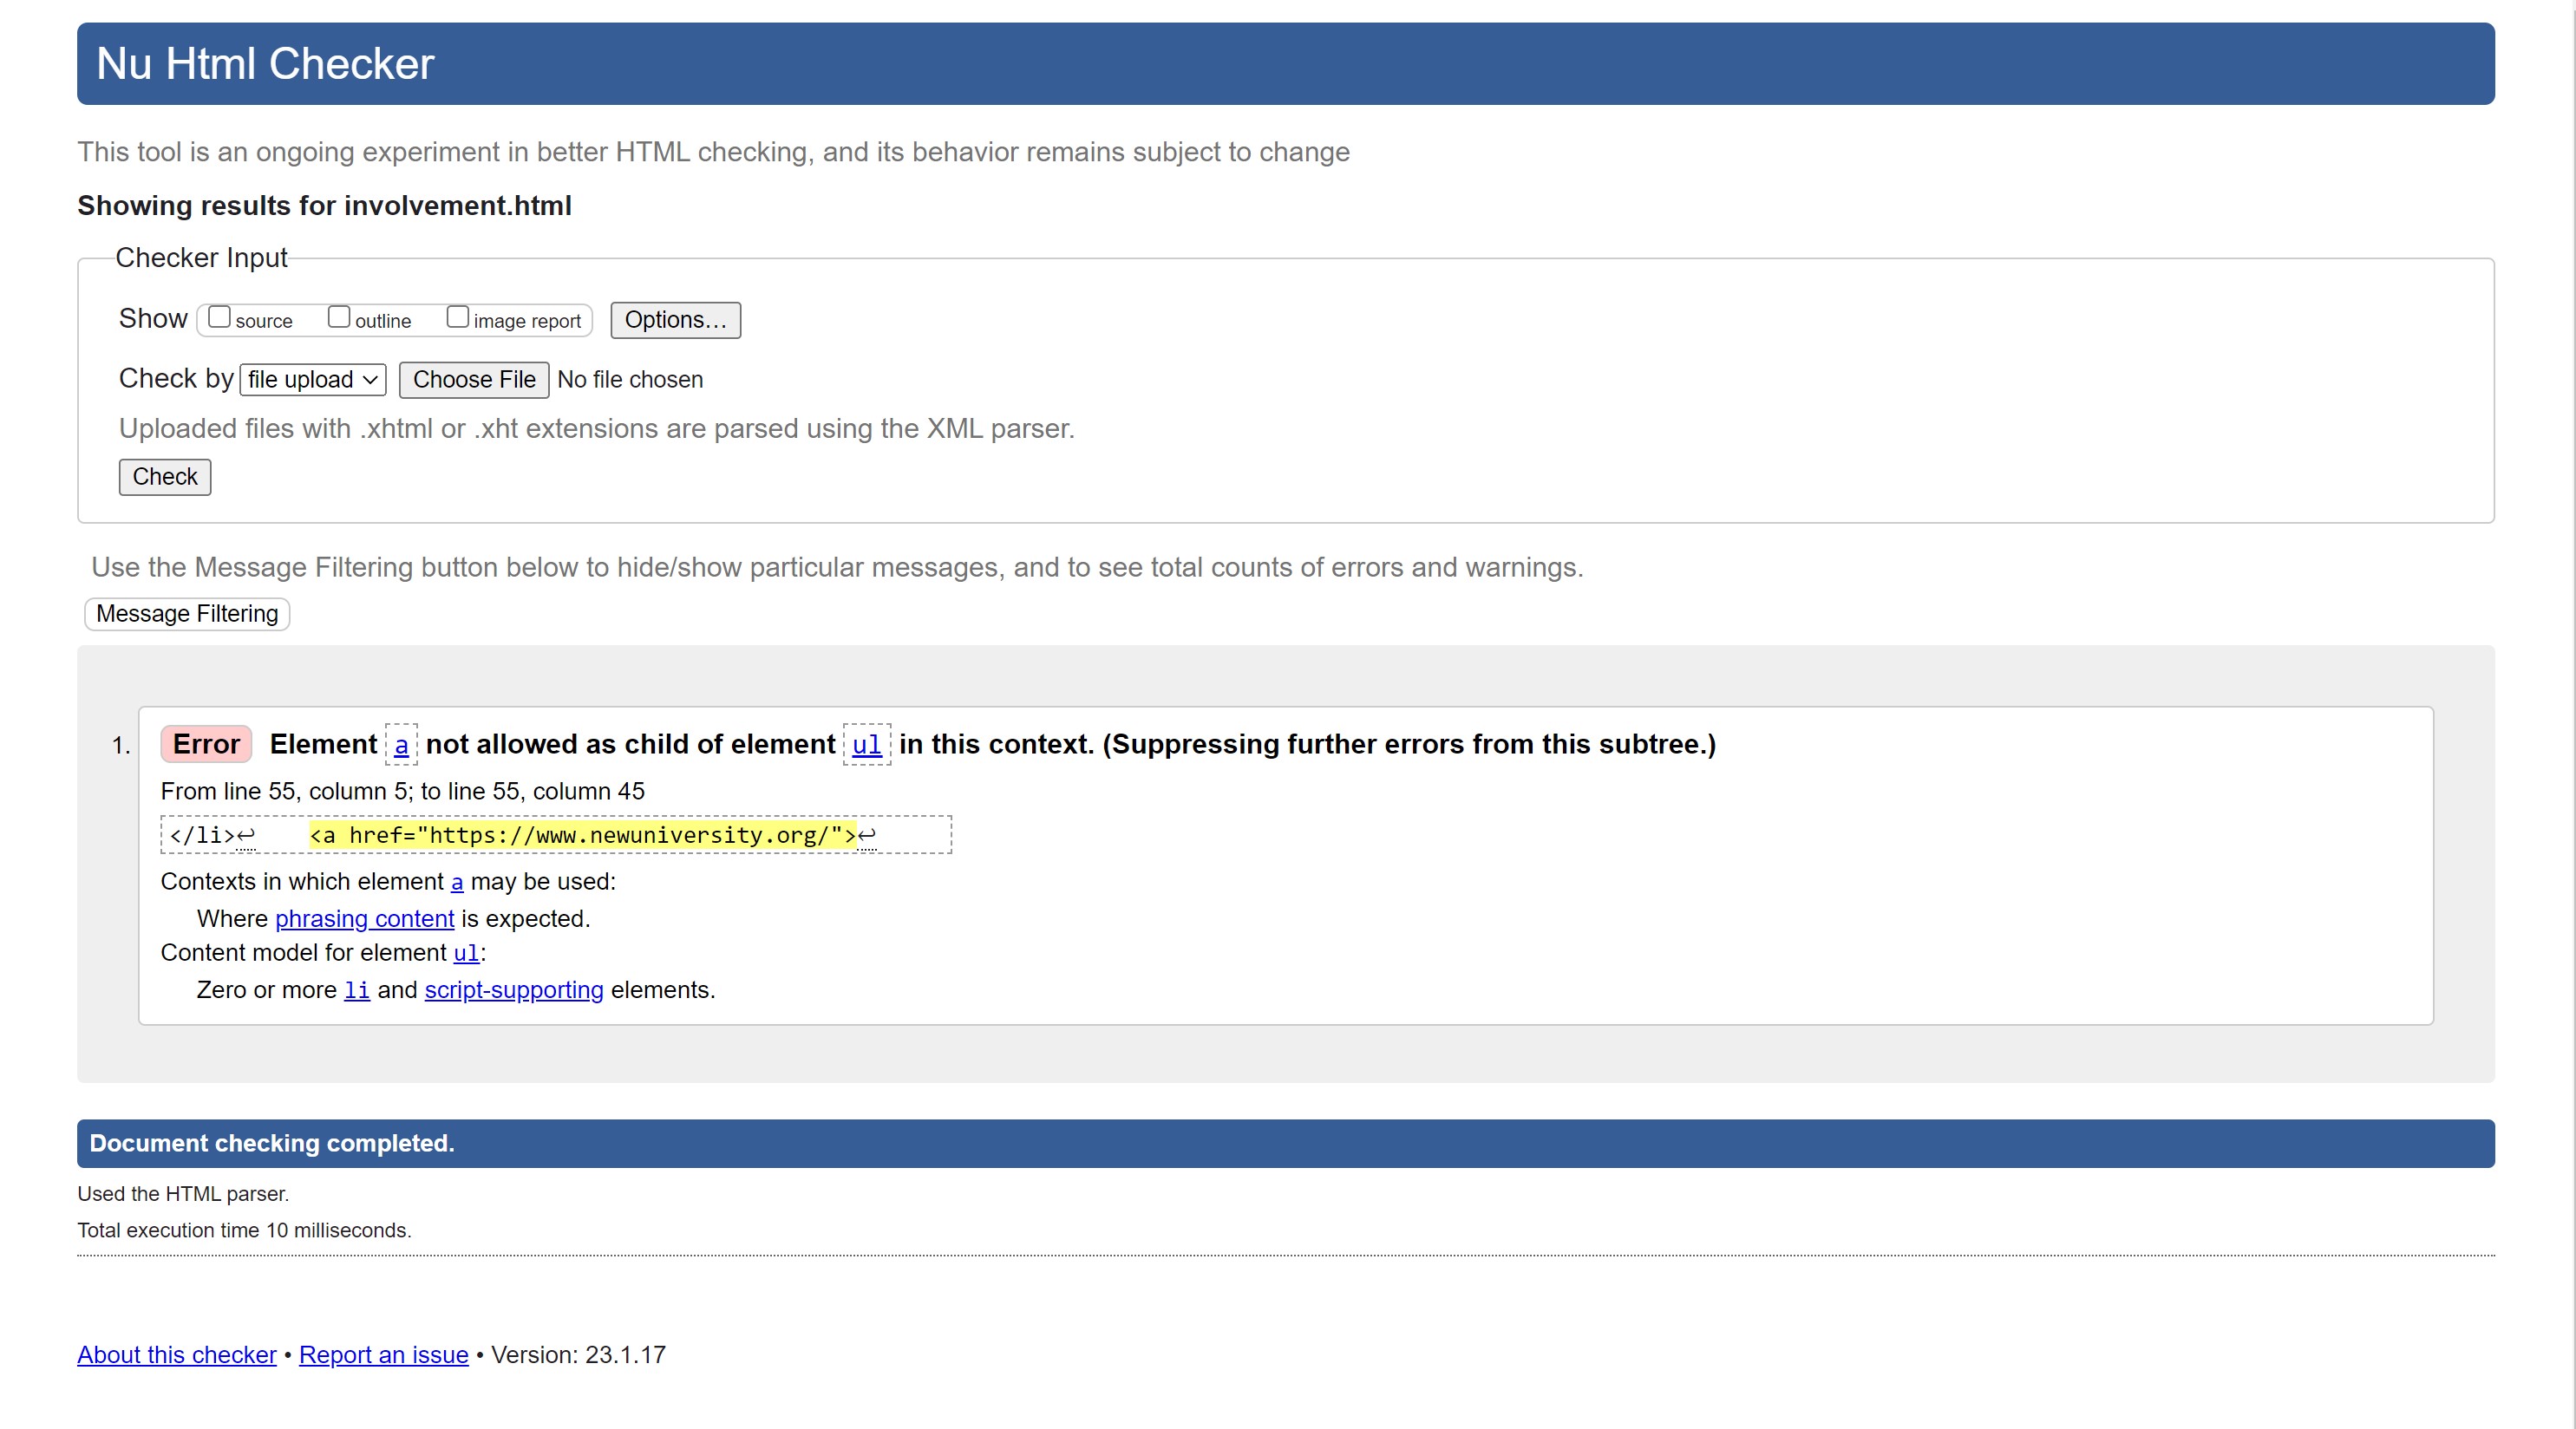 Nu Html Checker
This tool is an ongoing experiment in better HTML checking, and its behavior remains subject to change
Showing results for involvement.html
Checker Input
Show source outline image report Options...
Check by file upload Choose File No file chosen
Uploaded files with .xhtml or .xht extensions are parsed using the XML parser.
Check
Use the Message Filtering button below to hide/show particular messages, and to see total counts of errors and warnings.
Message Filtering
1. Error Element a not allowed as child of element ul in this context. (Suppressing further errors from this subtree.)
From line 55, column 5; to line 55, column 45
</li>↩ <a href="https://www.newuniversity.org/">↩
Contexts in which element a may be used:
Where phrasing content is expected.
Content model for element ul:
Zero or more li and script-supporting elements.
Document checking completed.
Used the HTML parser.
Total execution time 10 milliseconds.
About this checker • Report an issue • Version: 23.1.17